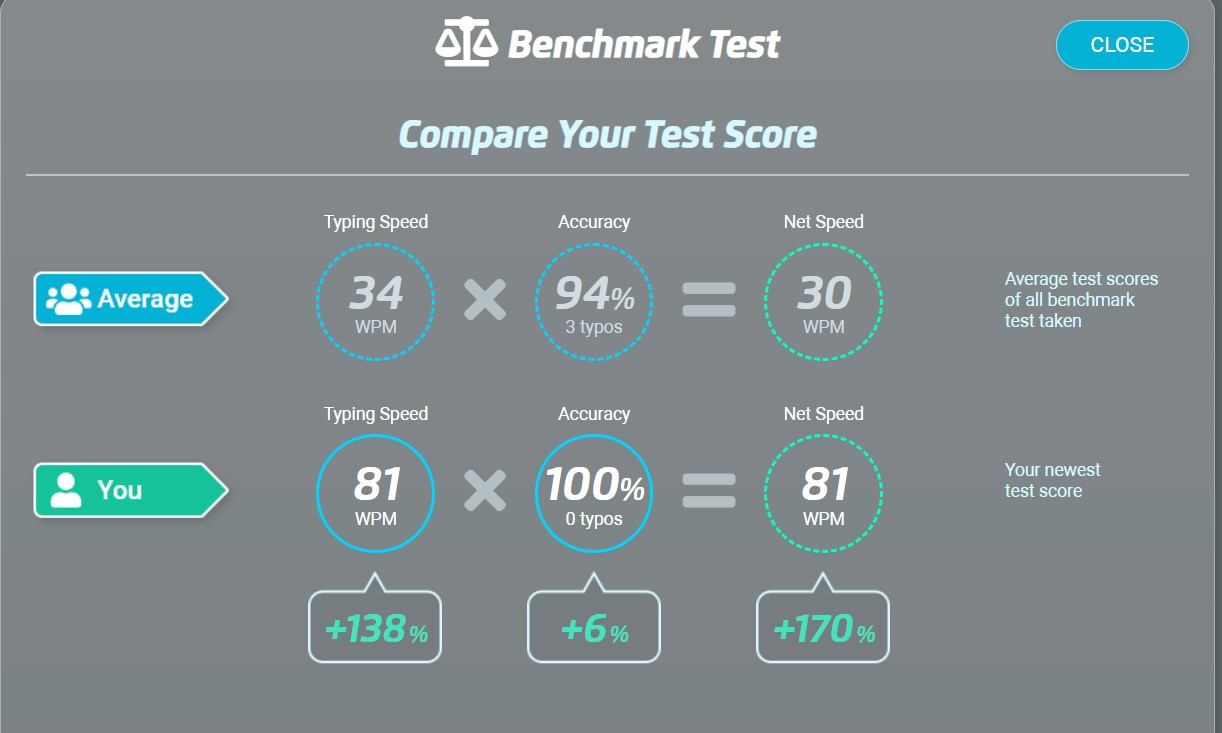 Benchmark Test
CLOSE
Compare Your Test Score
Typing Speed
Accuracy
Net Speed
Average
34
WPM
94%
3 typos
30
WPM
Average test scores
of all benchmark
test taken
Typing Speed
Accuracy
Net Speed
You
81
WPM
100%
0 typos
81
WPM
Your newest
test score
+138%
+6%
+170%